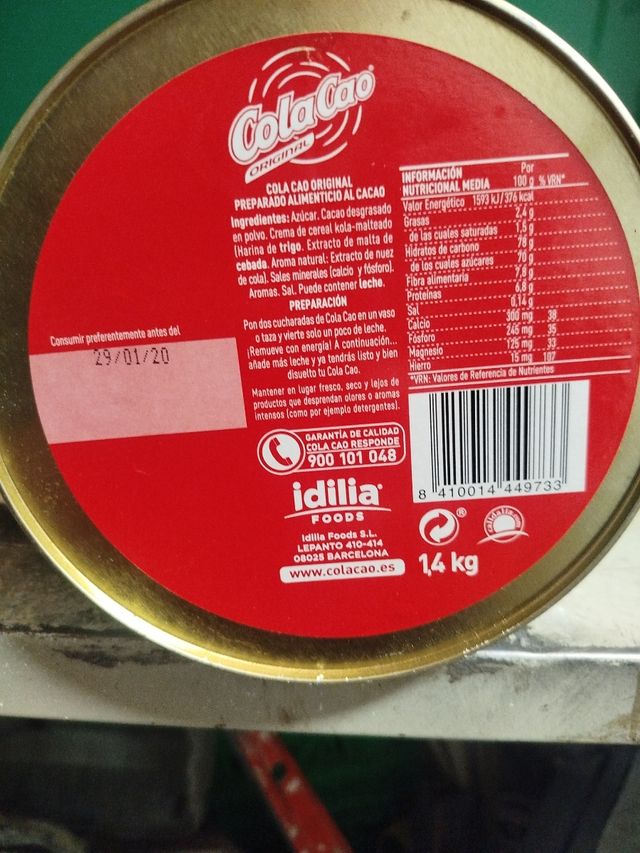 ColaCao
ORIGINAL
COLA CAO ORIGINAL
PREPARADO ALIMENTICIO AL CACAO
Ingredientes: Azúcar. Cacao desgrasado
en polvo. Crema de cereal kola-malteado
(Harina de trigo. Extracto de malta de
cebada. Aroma natural: Extracto de nuez
de cola). Sales minerales (calcio y fósforo).
Aromas. Sal. Puede contener leche.
PREPARACIÓN
Pon dos cucharadas de Cola Cao en un vaso
o taza y vierte solo un poco de leche.
¡Remueve con energía! A continuación...
añade más leche y ya tendrás listo y bien
disuelto tu Cola Cao.
Mantener en lugar fresco, seco y lejos de
productos que desprendan olores o aromas
intensos (como por ejemplo detergentes).
GARANTÍA DE CALIDAD
COLA CAO RESPONDE
900 101 048
idilia
FOODS
Idilia Foods S.L.
LEPANTO 410-414
08025 BARCELONA
www.colacao.es
Consumir preferentemente antes del
29/01/20
INFORMACIÓN Por
NUTRICIONAL MEDIA 100 g %VRN*
Valor Energético 1593 kJ/376 kcal
Grasas 2,4 g
de las cuales saturadas 1,5 g
Hidratos de carbono 78 g
de los cuales azúcares 70 g
Fibra alimentaria 7,8 g
Proteínas 6,8 g
Sal 0,14 g
Calcio 300 mg 38
Fósforo 245 mg 35
Magnesio 125 mg 33
Hierro 15 mg 107
*VRN: Valores de Referencia de Nutrientes
8 410014 449733
®
1,4 kg